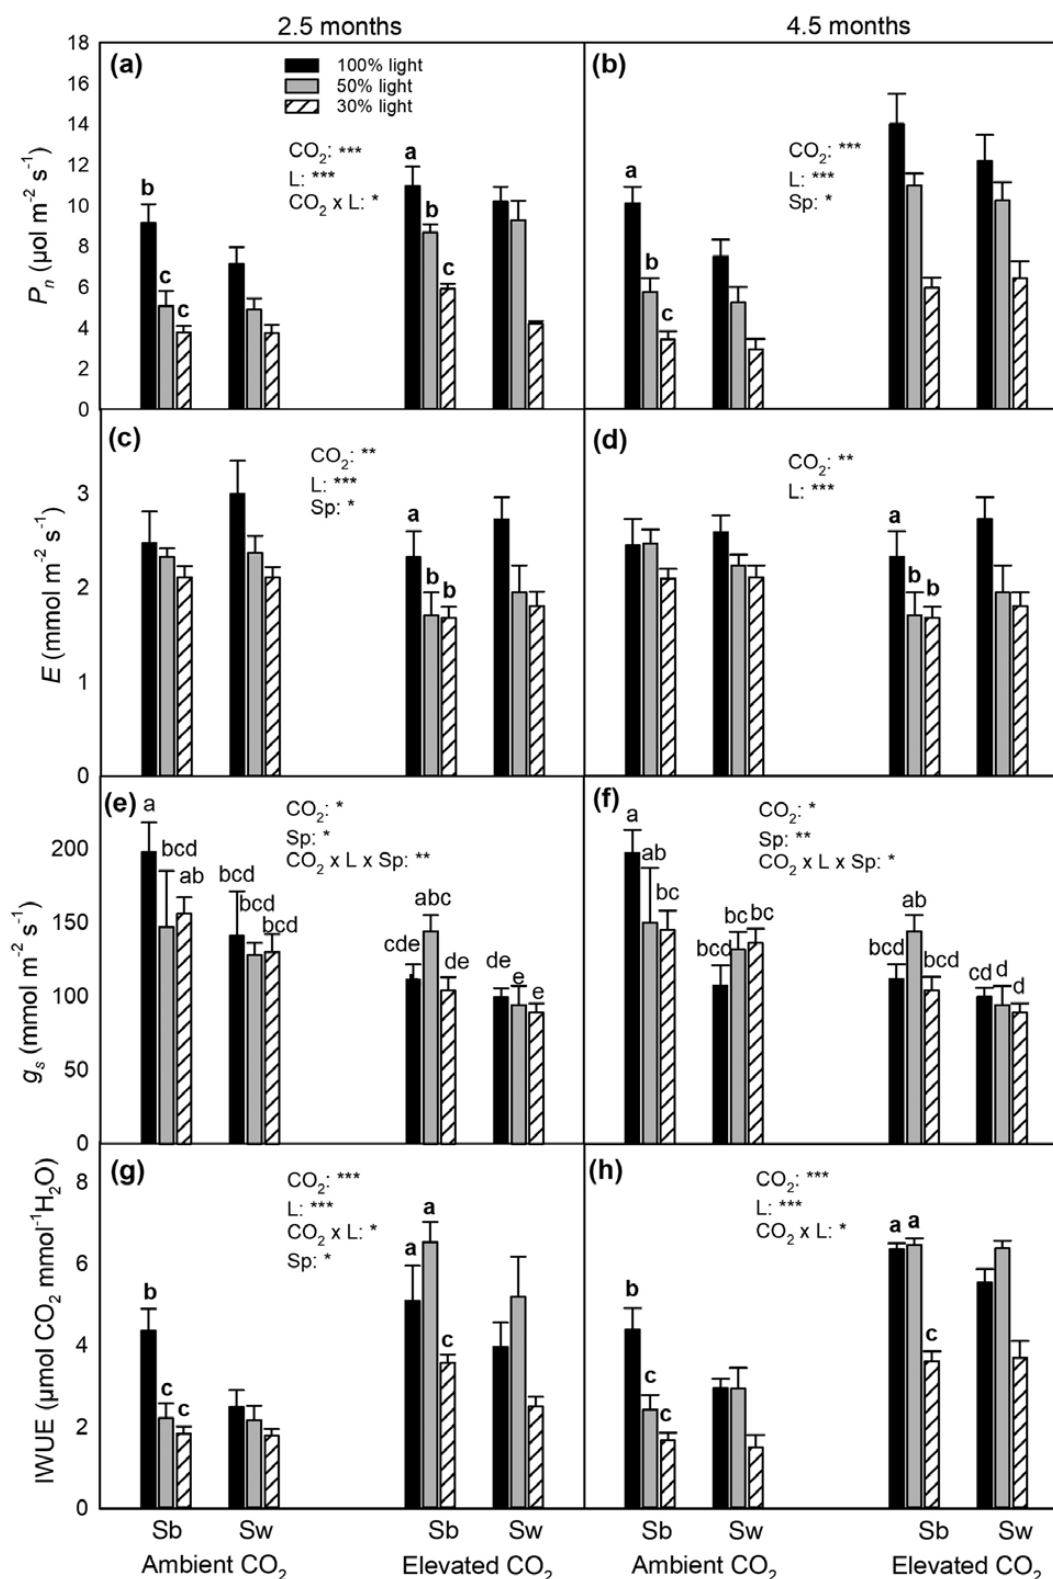 2.5 months
4.5 months
(a)
100% light
50% light
30% light
CO₂: ***
L: ***
CO₂ x L: *
b
c
c
a
b
c
(b)
CO₂: ***
L: ***
Sp: *
a
b
c
Pn (µol m⁻² s⁻¹)
18
16
14
12
10
8
6
4
2
0
(c)
CO₂: **
L: ***
Sp: *
a
b
b
(d)
CO₂: **
L: ***
a
b
b
E (mmol m⁻² s⁻¹)
3
2
1
0
(e)
CO₂: *
Sp: *
CO₂ x L x Sp: **
a
bcd
ab
bcd
bcd
bcd
cde
abc
de
de
e
e
(f)
CO₂: *
Sp: **
CO₂ x L x Sp: *
a
ab
bc
bcd
bc
bc
bcd
ab
bcd
cd
d
d
gs (mmol m⁻² s⁻¹)
200
150
100
50
0
(g)
CO₂: ***
L: ***
CO₂ x L: *
Sp: *
b
c
c
a
a
c
(h)
CO₂: ***
L: ***
CO₂ x L: *
b
c
c
a
a
c
IWUE (µmol CO₂ mmol⁻¹H₂O)
8
6
4
2
0
Sb
Sw
Sb
Sw
Sb
Sw
Sb
Sw
Ambient CO₂
Elevated CO₂
Ambient CO₂
Elevated CO₂